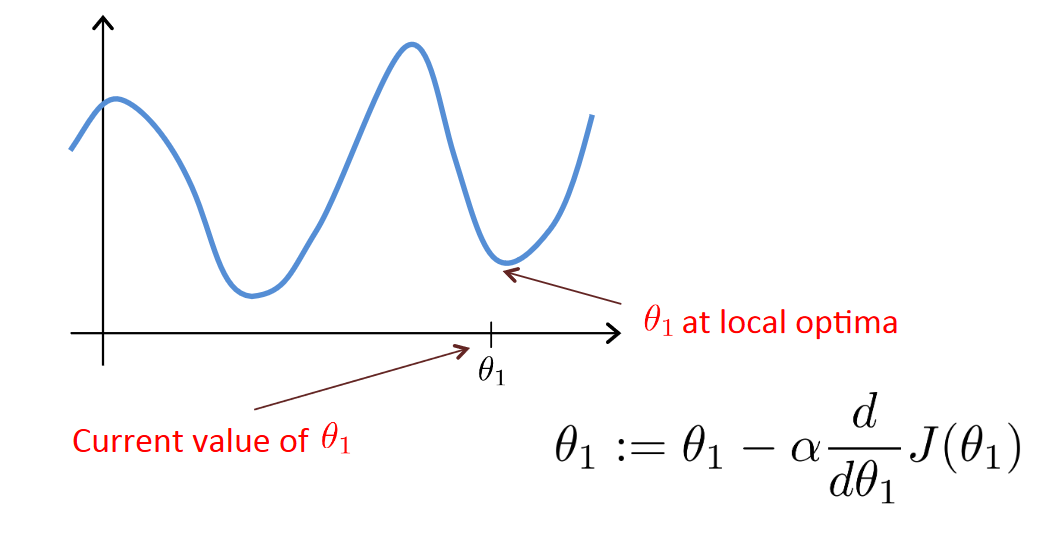 θ₁ at local optima
θ₁
Current value of θ₁
θ₁ := θ₁ − α d/dθ₁ J(θ₁)